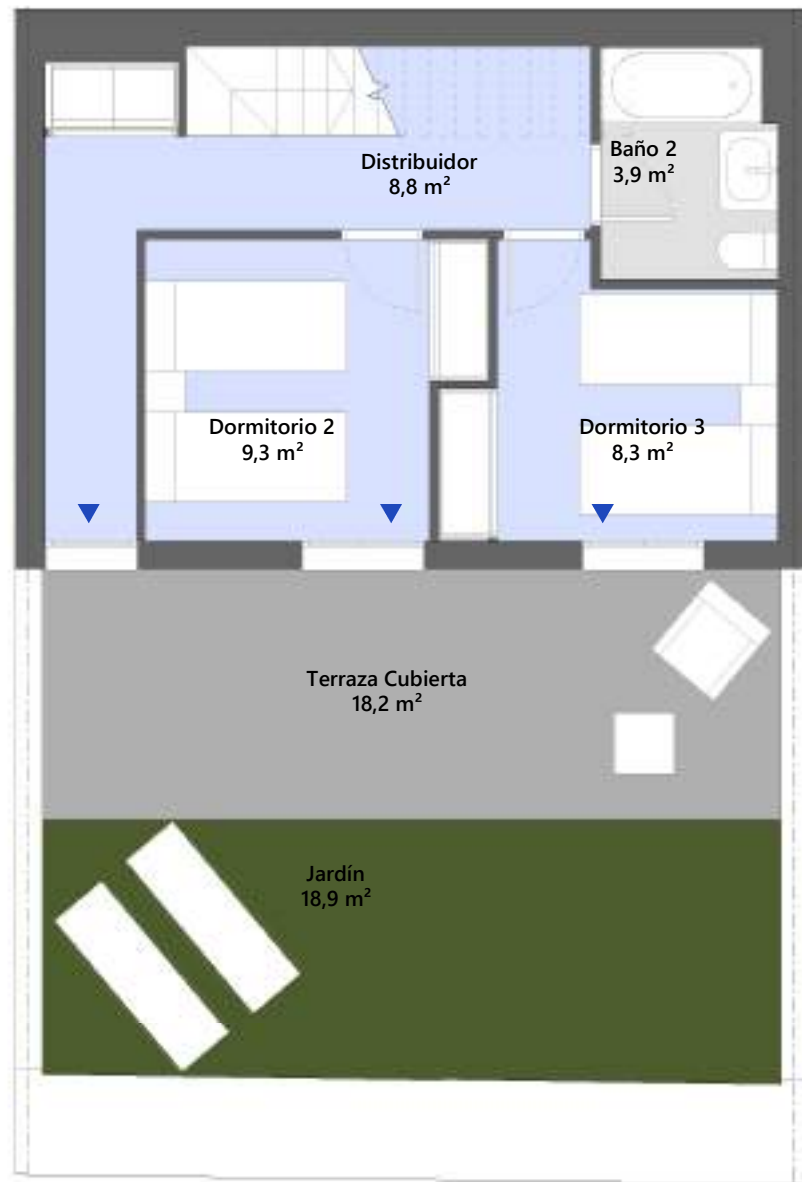 Distribuidor
8,8 m²
Baño 2
3,9 m²
Dormitorio 2
9,3 m²
Dormitorio 3
8,3 m²
Terraza Cubierta
18,2 m²
Jardín
18,9 m²